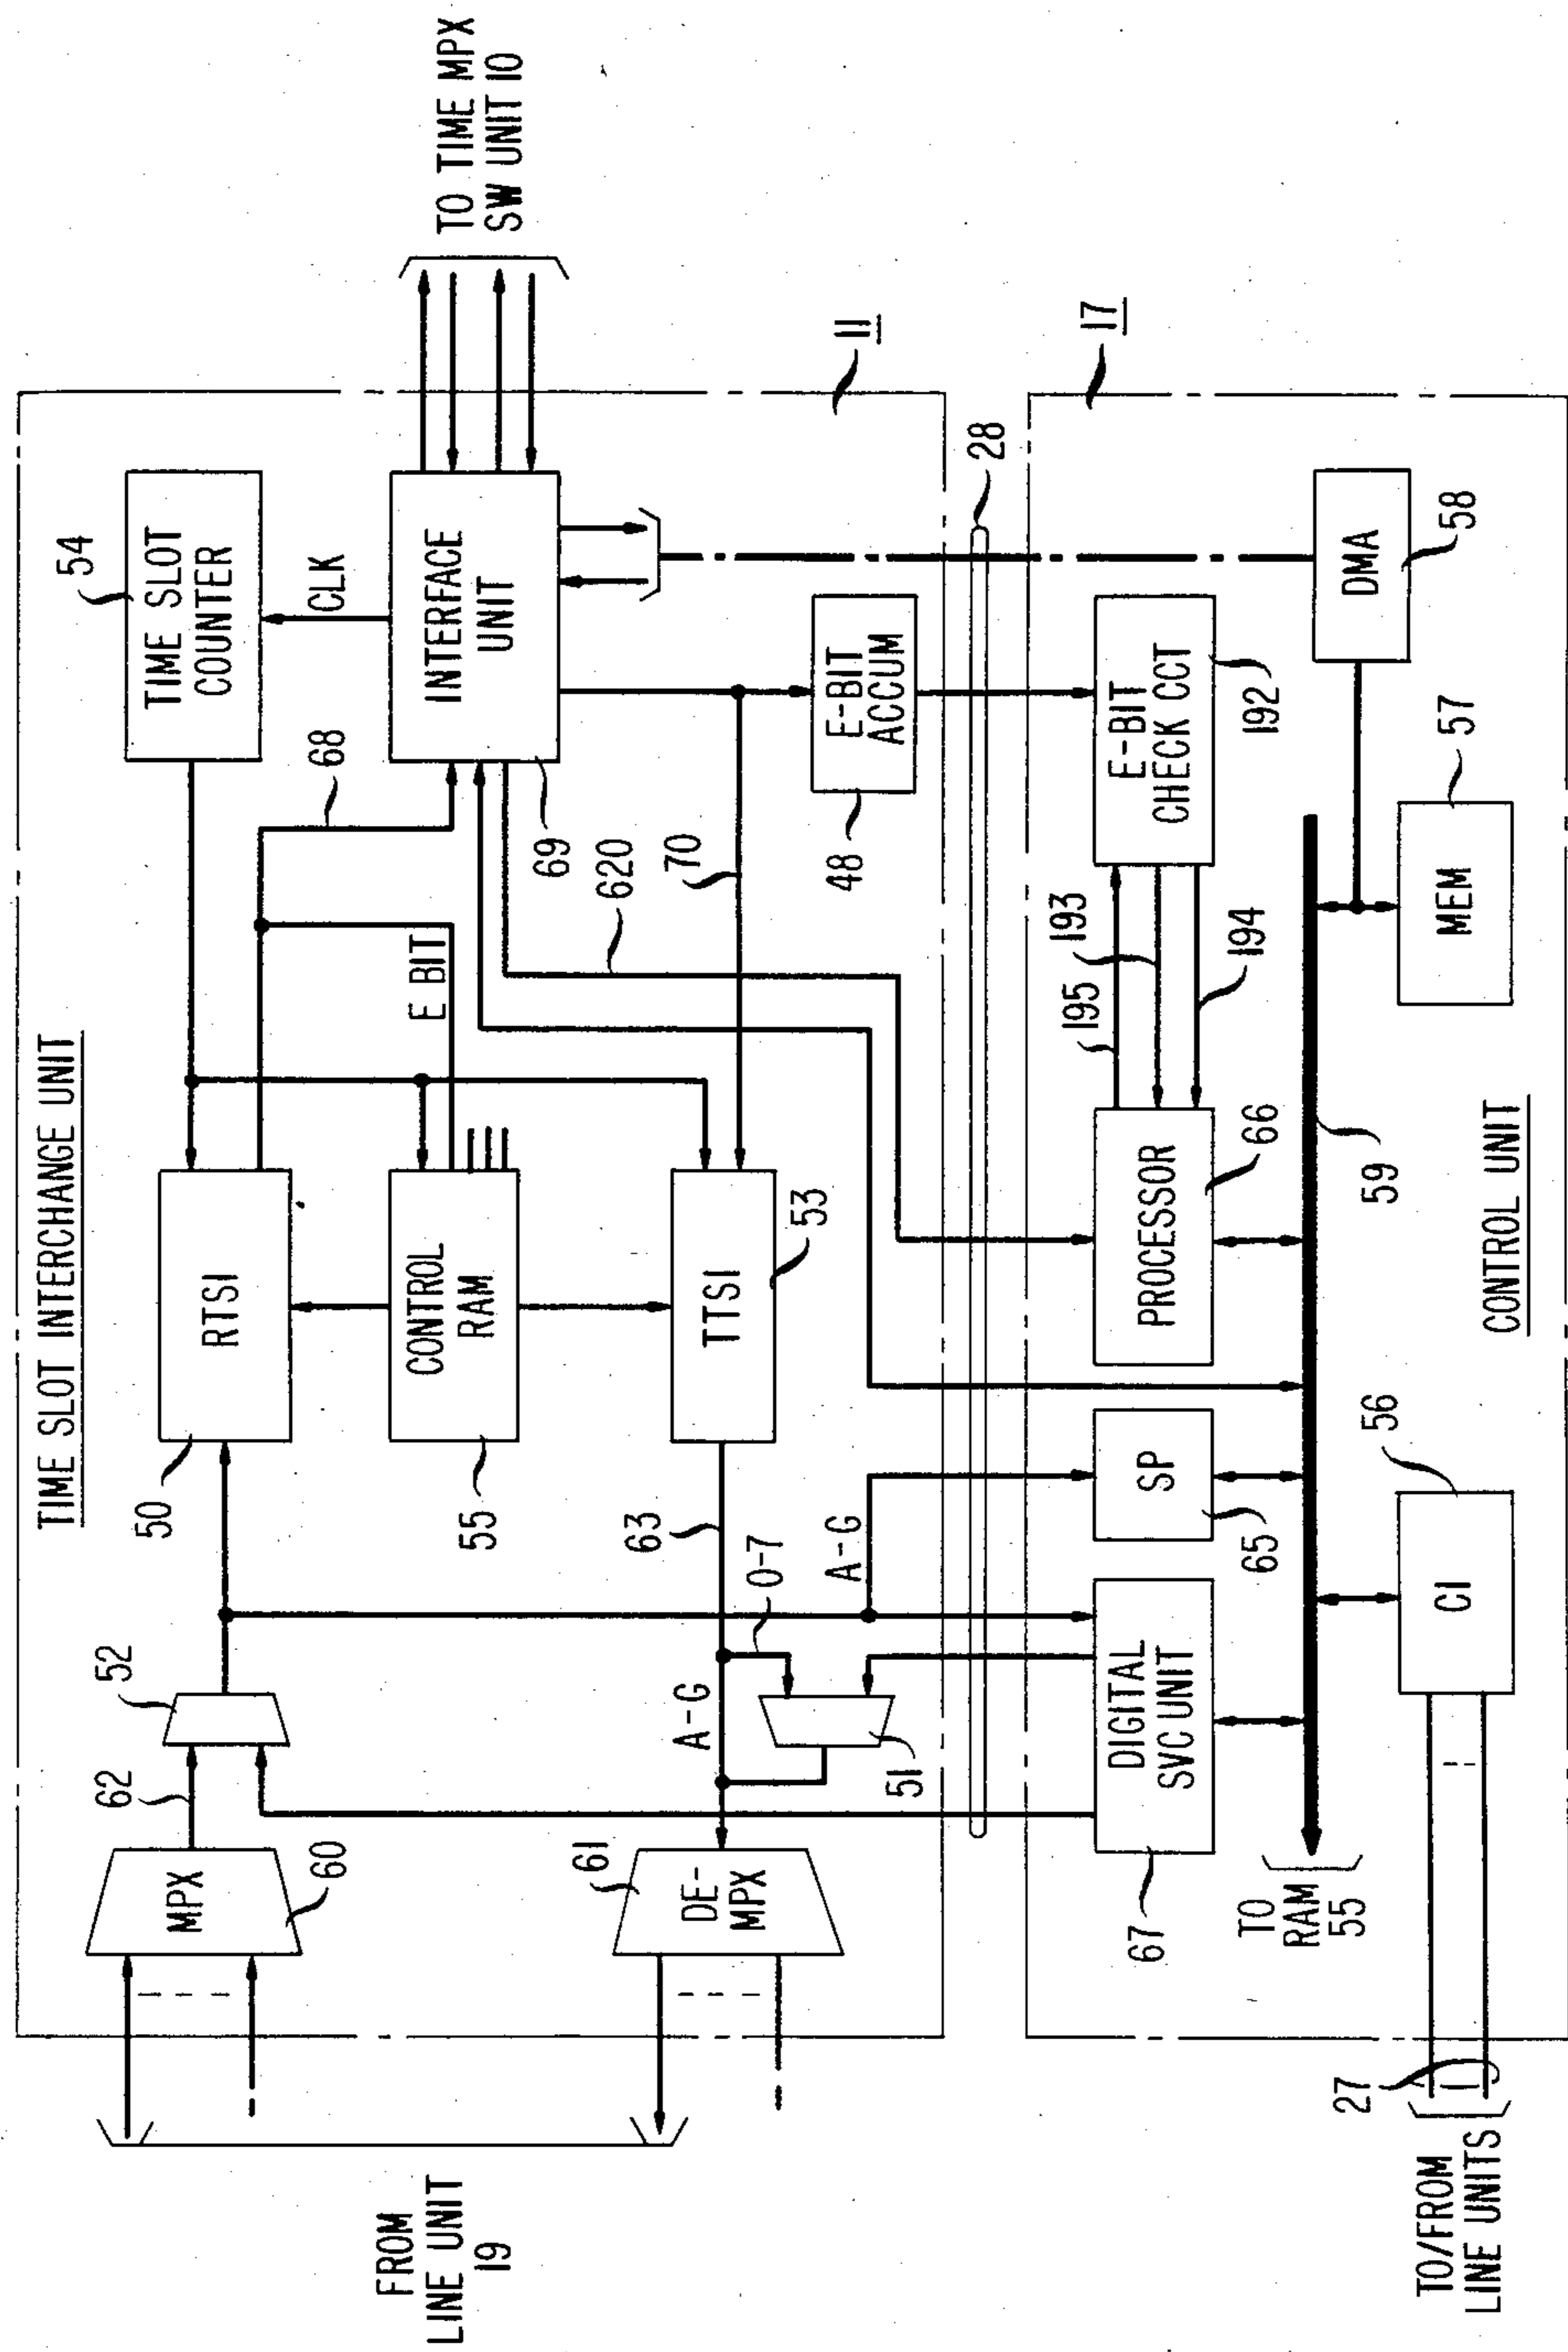 TIME SLOT INTERCHANGE UNIT
FROM
LINE UNIT
19
MPX
60
62
52
50
RTSI
54
TIME SLOT
COUNTER
CLK
68
E BIT
CONTROL
RAM
55
INTERFACE
UNIT
69
TO TIME MPX
SW UNIT 10
620
70
61
DE-
MPX
A-G
63
0-7
51
A-G
TTSI
53
E-BIT
ACCUM
48
11
28
17
67
DIGITAL
SVC UNIT
SP
65
PROCESSOR
66
195
193
194
E-BIT
CHECK CCT
192
DMA
58
TO
RAM
55
59
56
CI
MEM
57
CONTROL UNIT
27
TO/FROM
LINE UNITS